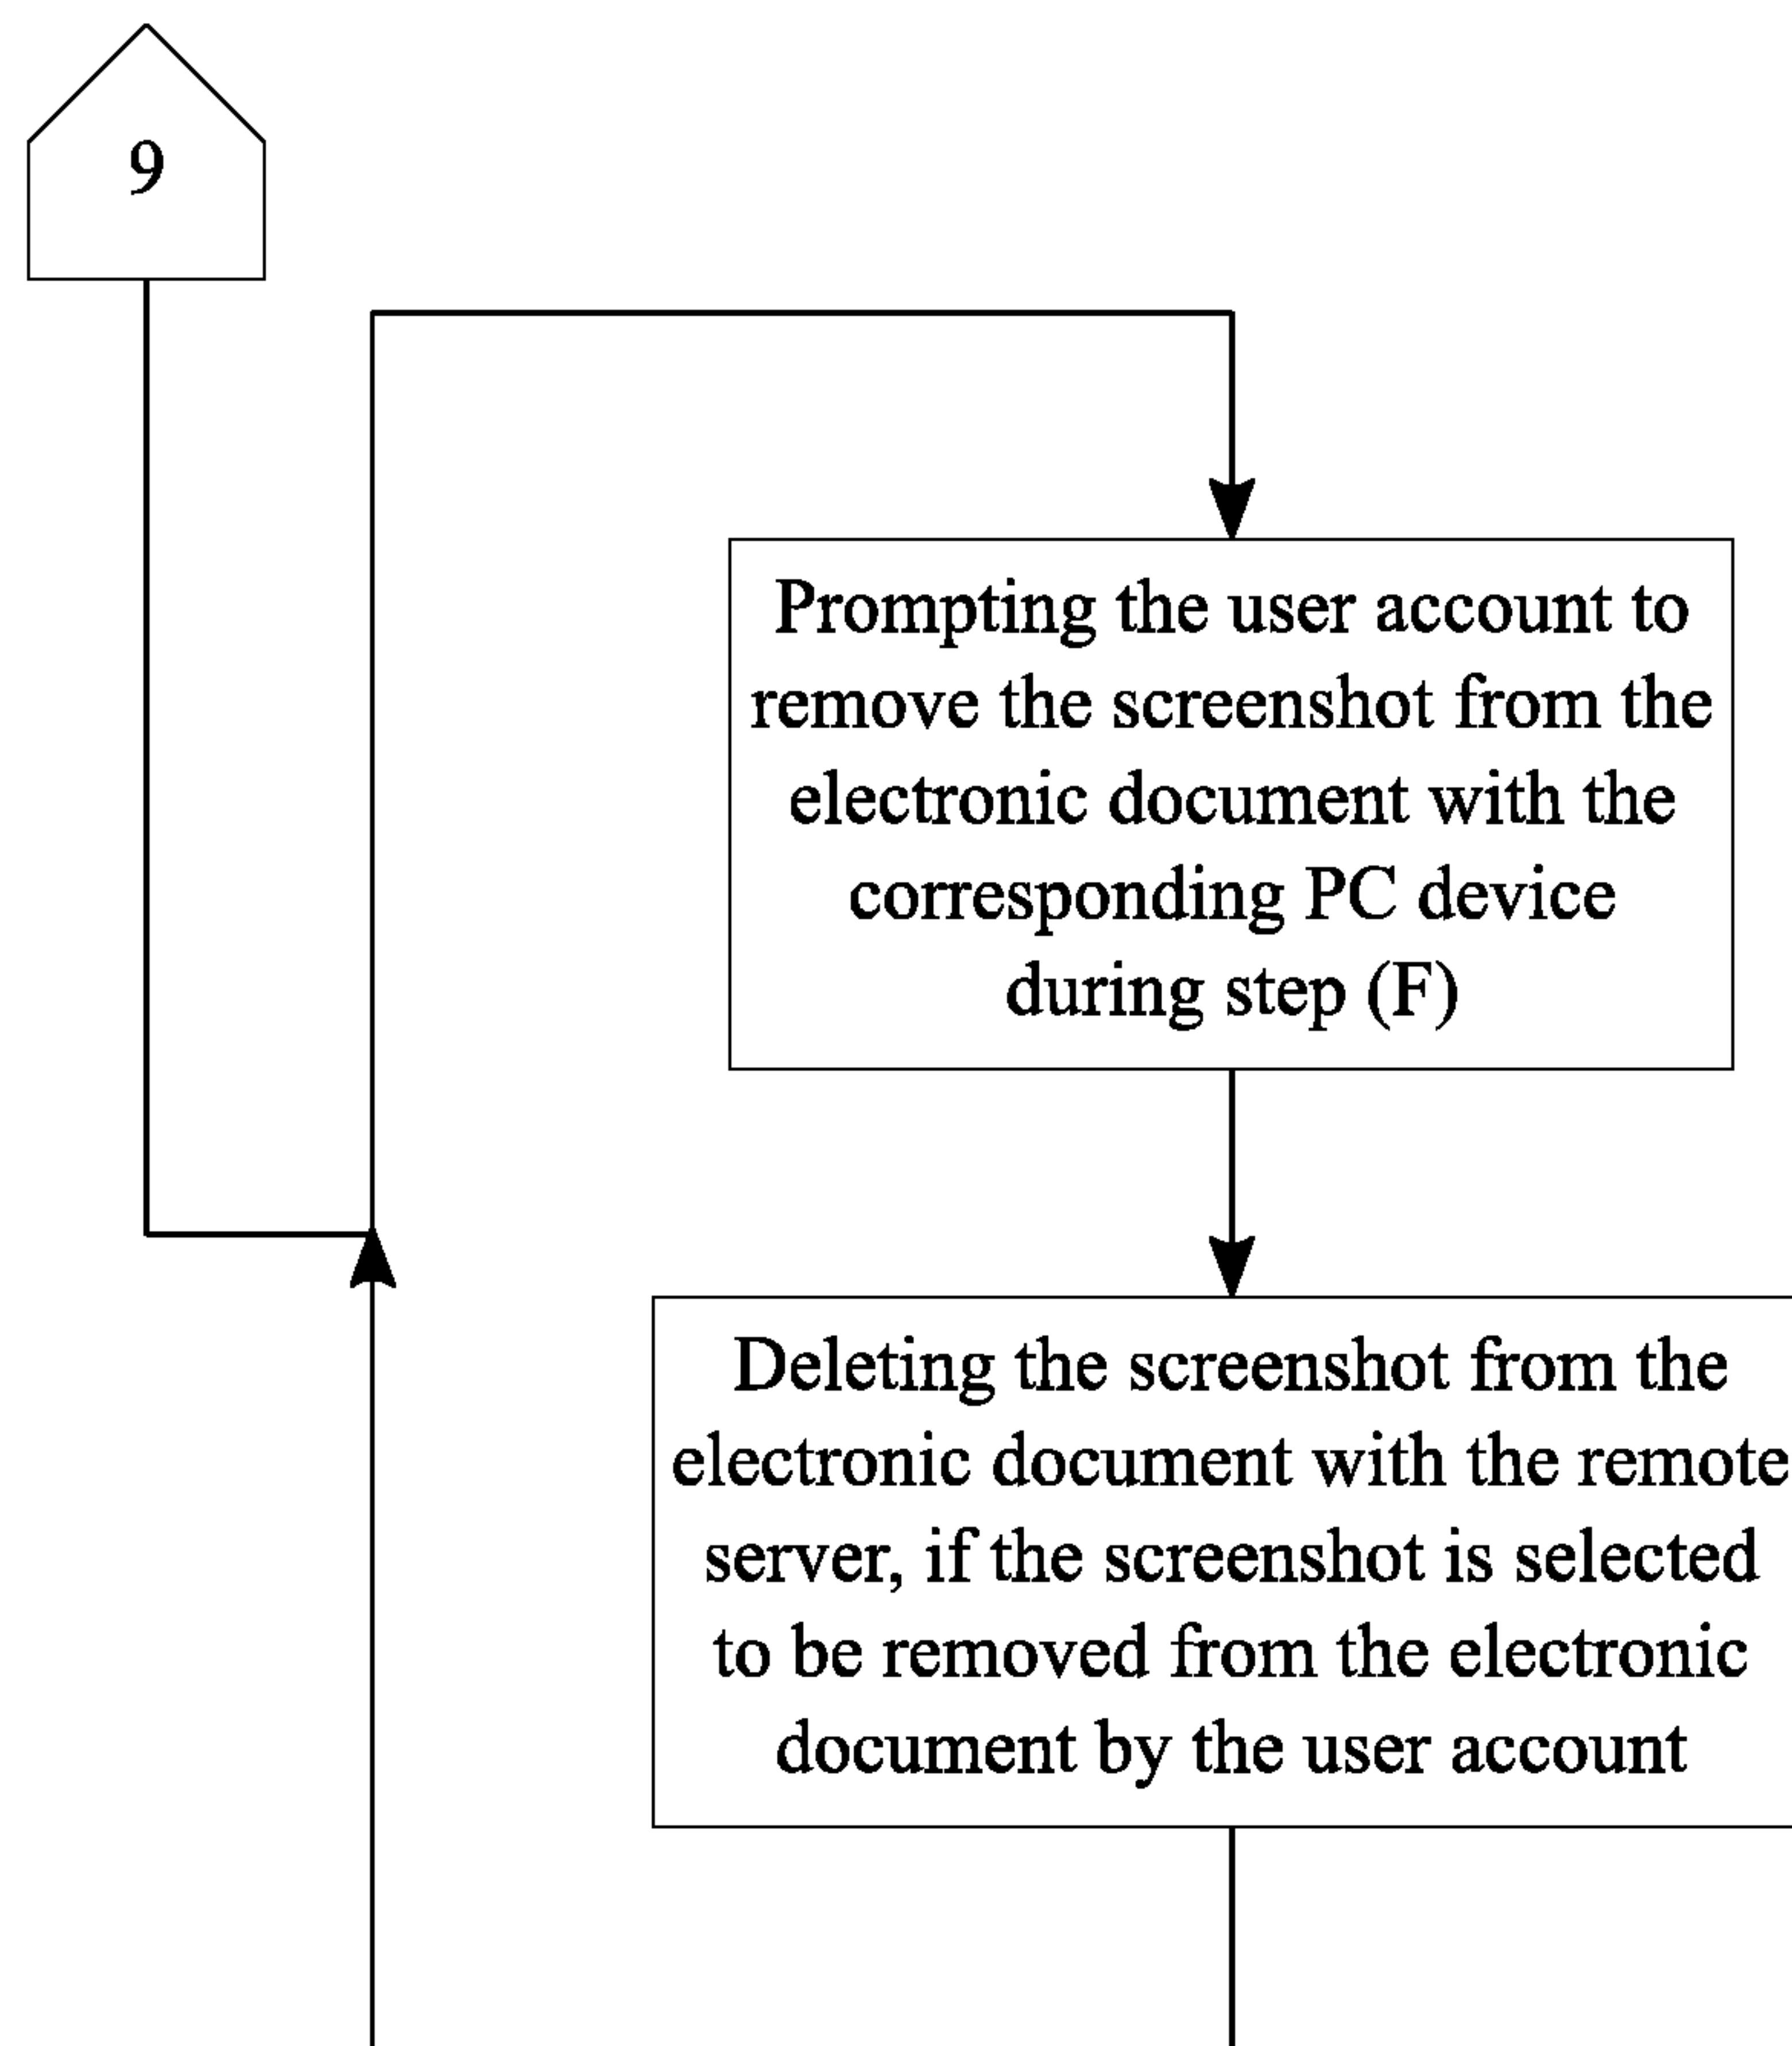 9
Prompting the user account to
remove the screenshot from the
electronic document with the
corresponding PC device
during step (F)
Deleting the screenshot from the
electronic document with the remote
server, if the screenshot is selected
to be removed from the electronic
document by the user account